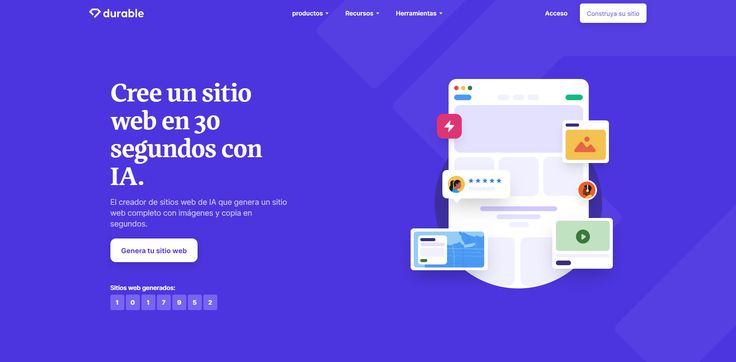 durable
productos
Recursos
Herramientas
Acceso
Construya su sitio
Cree un sitio
web en 30
segundos con
IA.
El creador de sitios web de IA que genera un sitio
web completo con imágenes y copia en
segundos.
Genera tu sitio web
Sitios web generados:
1 0 1 7 9 5 2